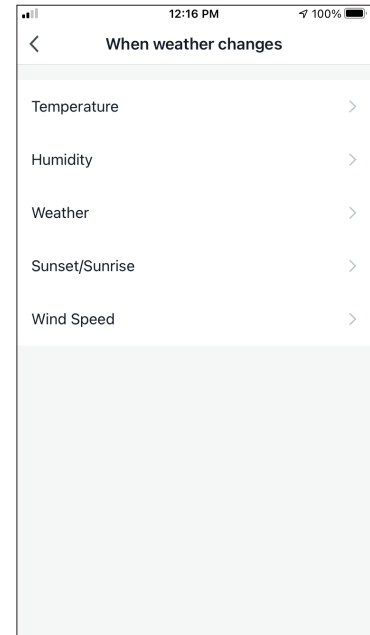 12:16 PM 100%
When weather changes
Temperature
Humidity
Weather
Sunset/Sunrise
Wind Speed